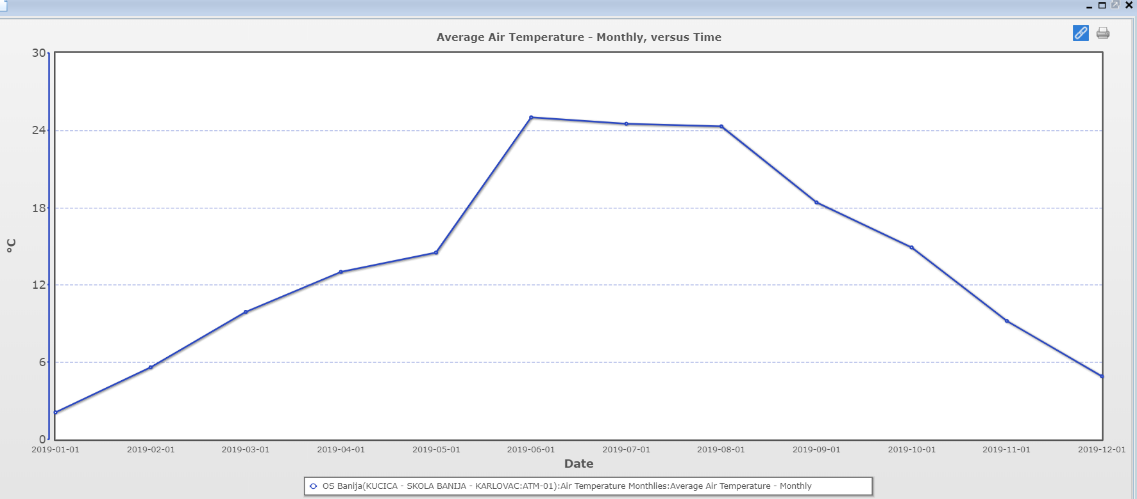 Average Air Temperature - Monthly, versus Time
30
24
18
12
6
0
°C
2019-01-01 2019-02-01 2019-03-01 2019-04-01 2019-05-01 2019-06-01 2019-07-01 2019-08-01 2019-09-01 2019-10-01 2019-11-01 2019-12-01
Date
OS Banija(KUCICA - SKOLA BANIJA - KARLOVAC:ATM-01):Air Temperature Monthlies:Average Air Temperature - Monthly